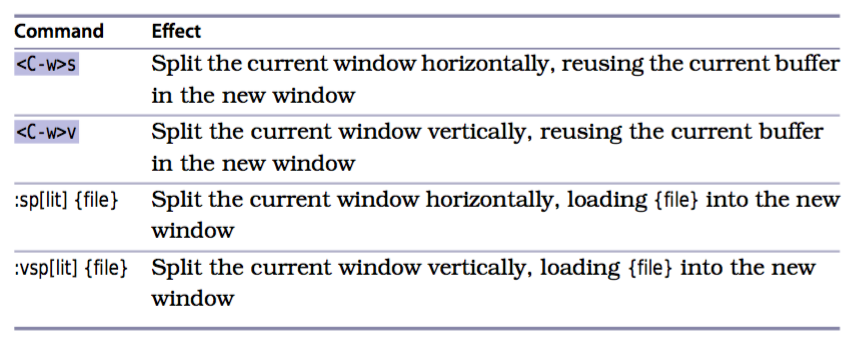 Command Effect
<C-w>s Split the current window horizontally, reusing the current buffer
in the new window
<C-w>v Split the current window vertically, reusing the current buffer
in the new window
:sp[lit] {file} Split the current window horizontally, loading {file} into the new
window
:vsp[lit] {file} Split the current window vertically, loading {file} into the new
window